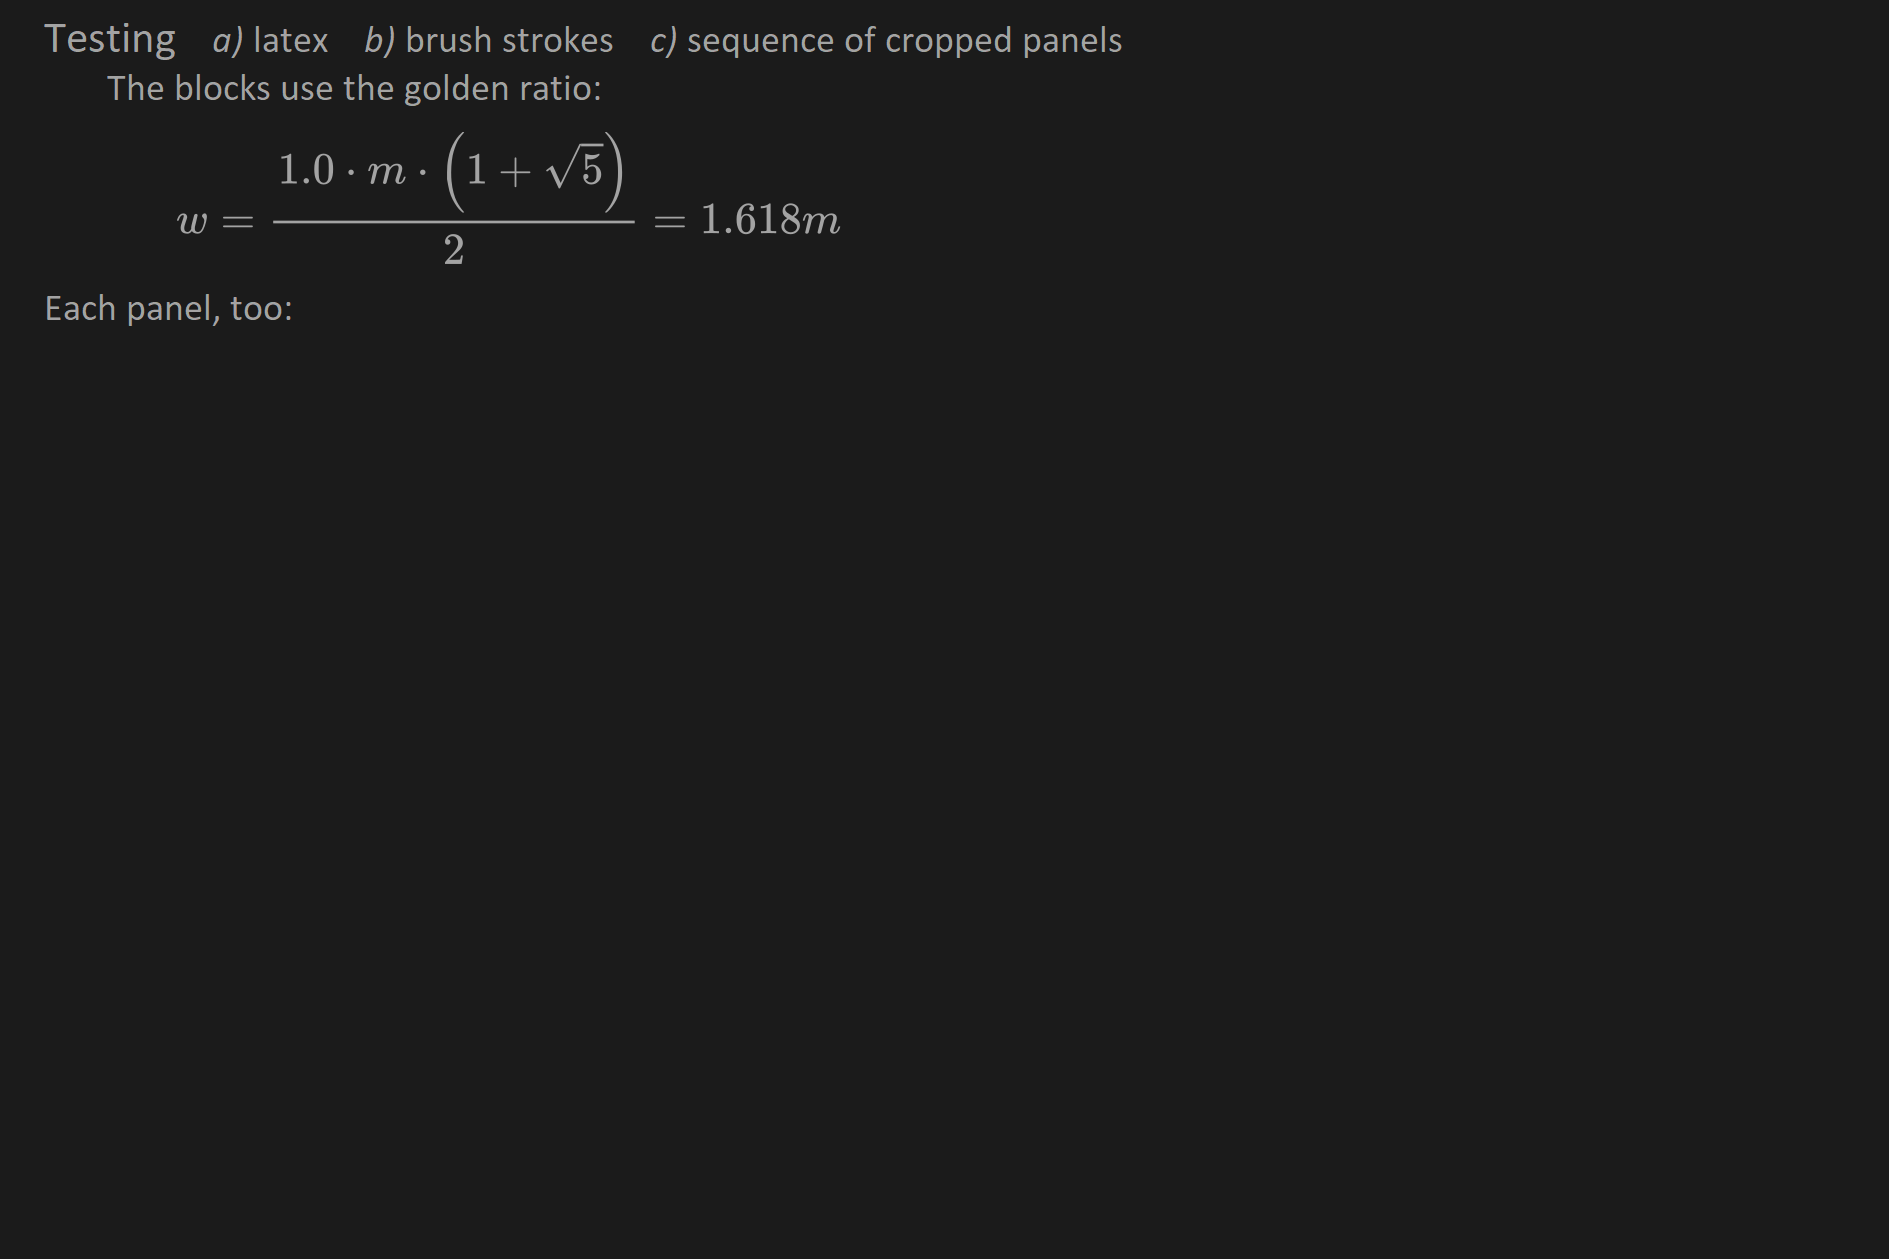 Testing a) latex b) brush strokes c) sequence of cropped panels
The blocks use the golden ratio:
w = \frac{1.0 \cdot m \cdot \left(1 + \sqrt{5}\right)}{2} = 1.618m
Each panel, too: